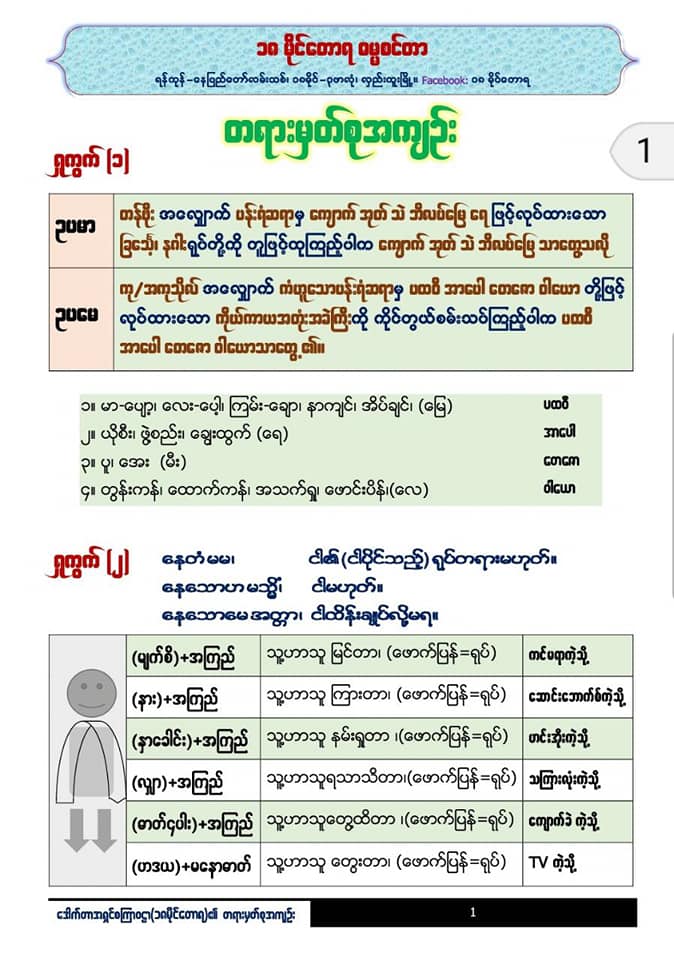 ၁၈ မိုင်တောရ ဓမ္မစင်တာ
ရန်ကုန်-နေပြည်တော်လမ်းသစ်၊ ၁၈မိုင်-၃ဖာလုံ၊ လှည်းကူးမြို့။ Facebook: ၁၈ မိုင်တောရ
တရားမှတ်စုအကျဉ်း
1
ရှုကွက် (၁)
ဥပမာ
တန်စိုး အလျှောက် ပန်းရံဆရာမှ ကျောက် အုတ် သဲ ဘိလပ်မြေ ရေ ဖြင့်လုပ်ထားသော
ခြင်္သေ့၊ နဂါးရုပ်တို့ကို တူဖြင့်ထုကြည့်ပါက ကျောက် အုတ် သဲ ဘိလပ်မြေ သာတွေ့သလို
ဥပမေ
ကု/အကုသိုလ် အလျှောက် ကံဟူသောပန်းရံဆရာမှ ပထဝီ အာပေါ တေဇော ဝါယော တို့ဖြင့်
လုပ်ထားသော ကိုယ်ကာယအတုံးအခဲကြီးကို ကိုင်တွယ်စမ်းသပ်ကြည့်ပါက ပထဝီ
အာပေါ တေဇော ဝါယောသာတွေ့၏။
၁။ မာ-ပျော့၊ လေး-ပေါ့၊ ကြမ်း-ချော၊ နာကျင်၊ အိပ်ချင်၊ (မြေ) ပထဝီ
၂။ ယိုစီး၊ ဖွဲ့စည်း၊ ချွေးထွက် (ရေ) အာပေါ
၃။ ပူ၊ အေး (မီး) တေဇော
၄။ တွန်းကန်၊ ထောက်ကန်၊ အသက်ရှု၊ ဖောင်းပိန်၊(လေ) ဝါယော
ရှုကွက် (၂) နေတံမမ၊ ငါ၏(ငါပိုင်သည့်) ရုပ်တရားမဟုတ်။
နေသောဟမသ္မိံ၊ ငါမဟုတ်။
နေသောမေအတ္တာ၊ ငါထိန်းချုပ်လို့မရ။
(မျက်စိ)+အကြည် သူ့ဟာသူ မြင်တာ၊ (ဖောက်ပြန်=ရုပ်) ကင်မရာကဲ့သို့
(နား)+အကြည် သူ့ဟာသူ ကြားတာ၊ (ဖောက်ပြန်=ရုပ်) ဆောင်းဘောက်စ်ကဲ့သို့
(နှာခေါင်း)+အကြည် သူ့ဟာသူ နမ်းရှုတာ ၊(ဖောက်ပြန်=ရုပ်) ဟင်းအိုးကဲ့သို့
(လျှာ)+အကြည် သူ့ဟာသူရသာသိတာ၊(ဖောက်ပြန်=ရုပ်) သကြားလုံးကဲ့သို့
(ဓာတ်၄ပါး)+အကြည် သူ့ဟာသူတွေ့ထိတာ ၊(ဖောက်ပြန်=ရုပ်) ကျောက်ခဲ ကဲ့သို့
(ဟဒယ)+မနောဓာတ် သူ့ဟာသူ တွေးတာ၊ (ဖောက်ပြန်=ရုပ်) TV ကဲ့သို့
ဒေါက်တာအရှင်စကြာဝဠာ(၁၈မိုင်တောရ)၏ တရားမှတ်စုအကျဉ်း 1